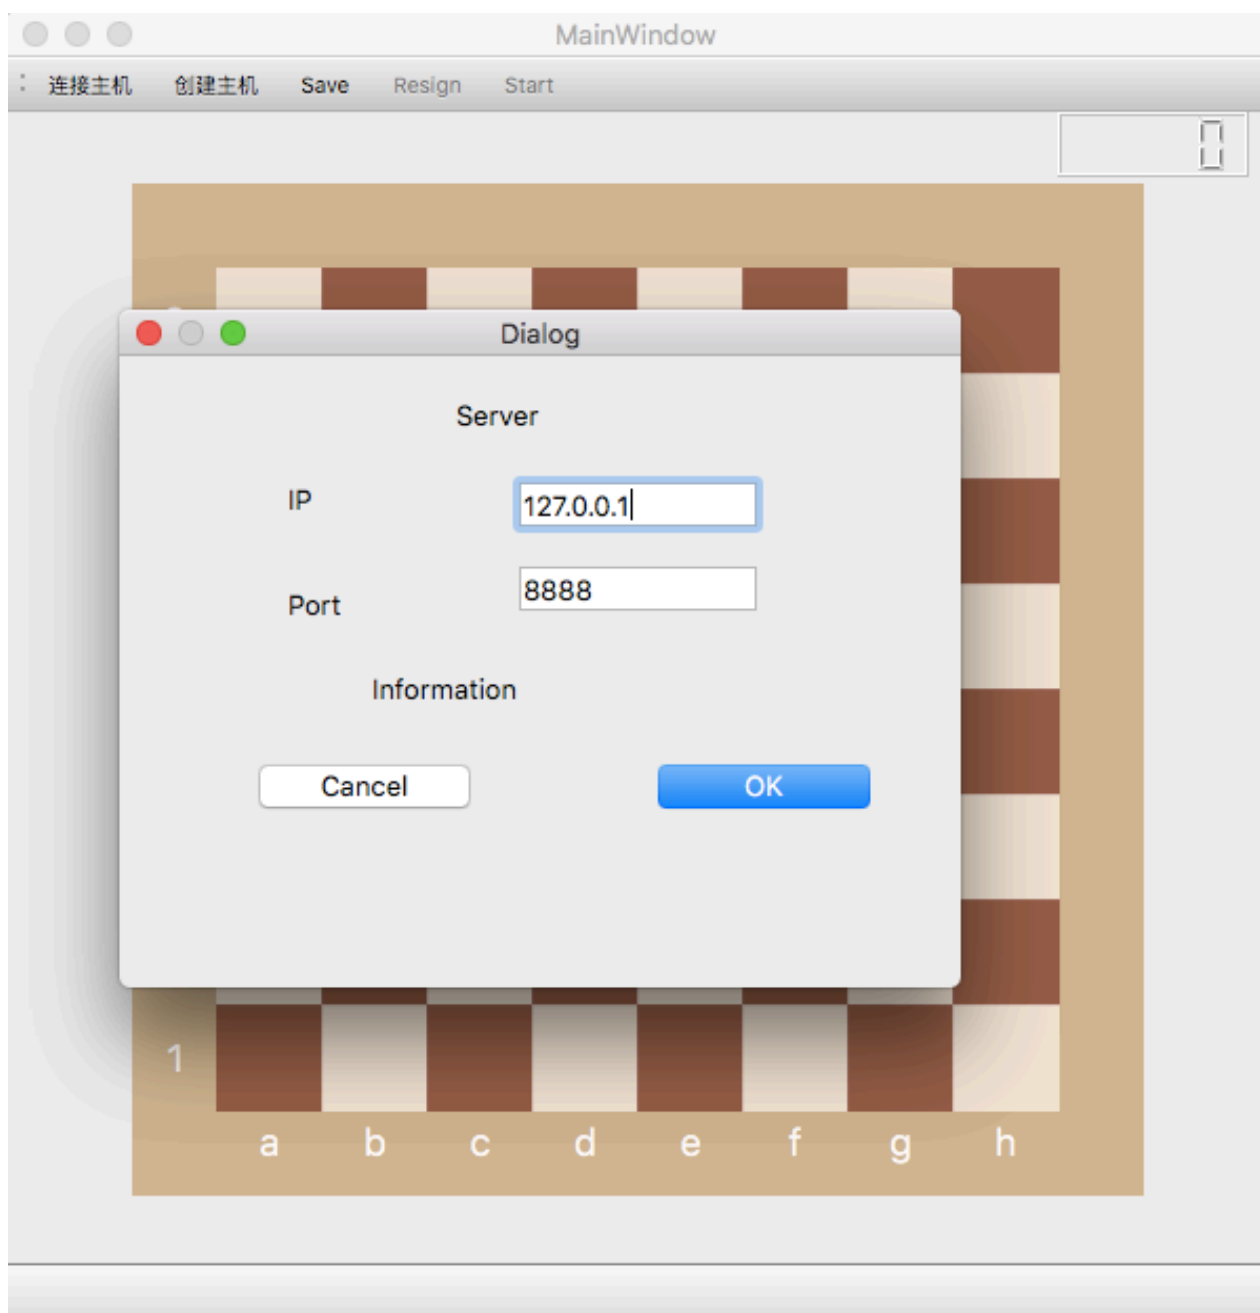 MainWindow
连接主机 创建主机 Save Resign Start
0
Dialog
Server
IP 127.0.0.1
Port 8888
Information
Cancel OK
1
a b c d e f g h